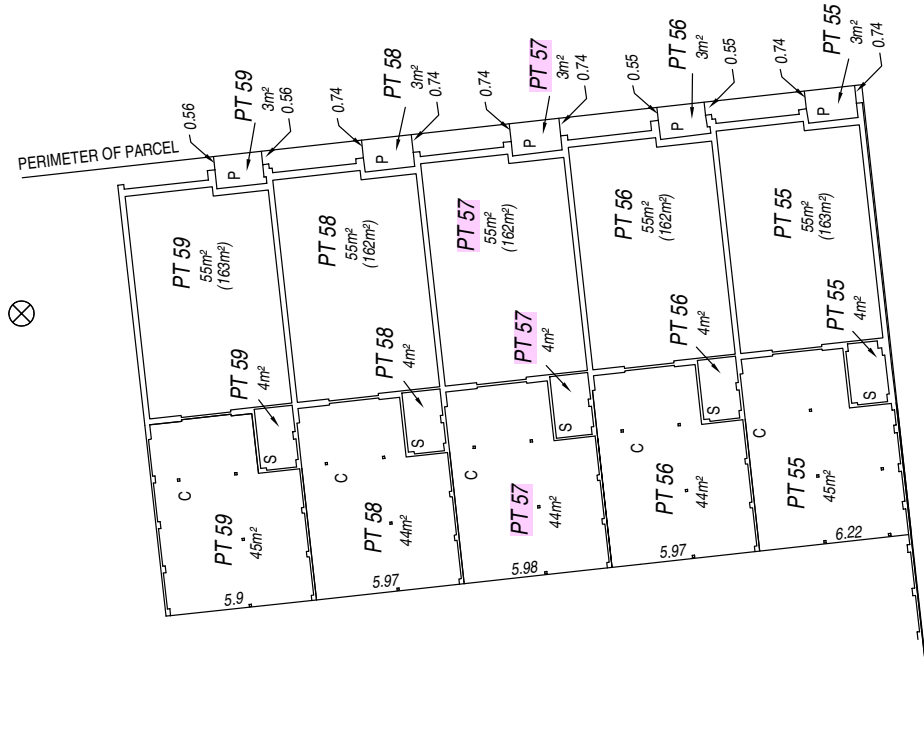 PERIMETER OF PARCEL
0.56
PT 59
3m²
0.56
P
0.74
PT 58
3m²
0.74
P
0.74
PT 57
3m²
0.74
P
0.55
PT 56
3m²
0.55
P
0.74
PT 55
3m²
0.74
P
PT 59
55m²
(163m²)
PT 58
55m²
(162m²)
PT 57
55m²
(162m²)
PT 56
55m²
(162m²)
PT 55
55m²
(163m²)
PT 59
4m²
PT 58
4m²
PT 57
4m²
PT 56
4m²
PT 55
4m²
S
S
S
S
S
C
C
C
C
C
PT 59
45m²
PT 58
44m²
PT 57
44m²
PT 56
44m²
PT 55
45m²
5.9
5.97
5.98
5.97
6.22